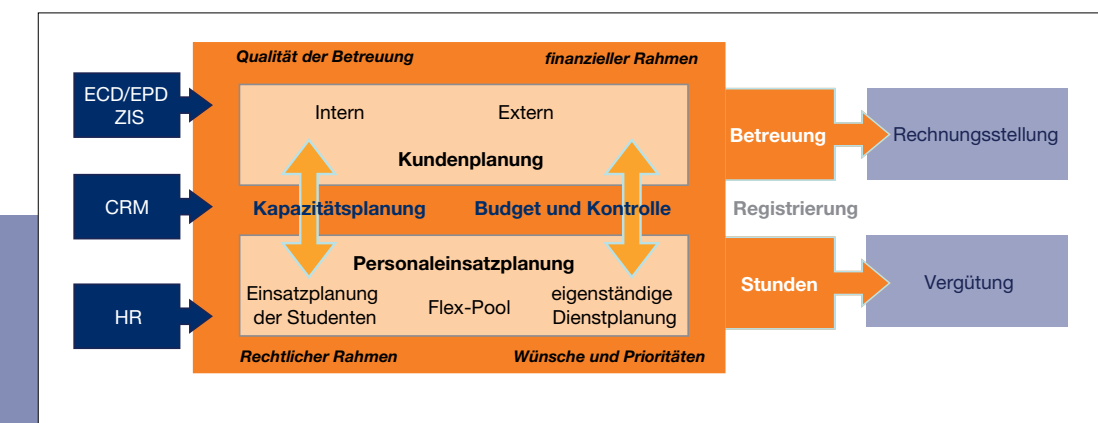 Qualität der Betreuung
finanzieller Rahmen
ECD/EPD
ZIS
Intern
Extern
Kundenplanung
Betreuung
Rechnungsstellung
CRM
Kapazitätsplanung
Budget und Kontrolle
Registrierung
Personaleinsatzplanung
Einsatzplanung
der Studenten
Flex-Pool
eigenständige
Dienstplanung
Stunden
Vergütung
HR
Rechtlicher Rahmen
Wünsche und Prioritäten